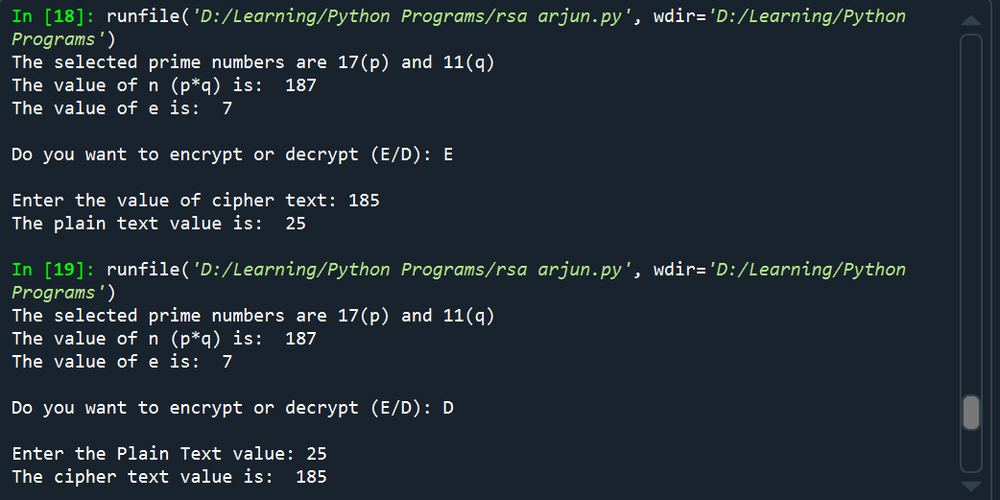 In [18]: runfile('D:/Learning/Python Programs/rsa arjun.py', wdir='D:/Learning/Python
Programs')
The selected prime numbers are 17(p) and 11(q)
The value of n (p*q) is:  187
The value of e is:  7
Do you want to encrypt or decrypt (E/D): E
Enter the value of cipher text: 185
The plain text value is:  25
In [19]: runfile('D:/Learning/Python Programs/rsa arjun.py', wdir='D:/Learning/Python
Programs')
The selected prime numbers are 17(p) and 11(q)
The value of n (p*q) is:  187
The value of e is:  7
Do you want to encrypt or decrypt (E/D): D
Enter the Plain Text value: 25
The cipher text value is:  185